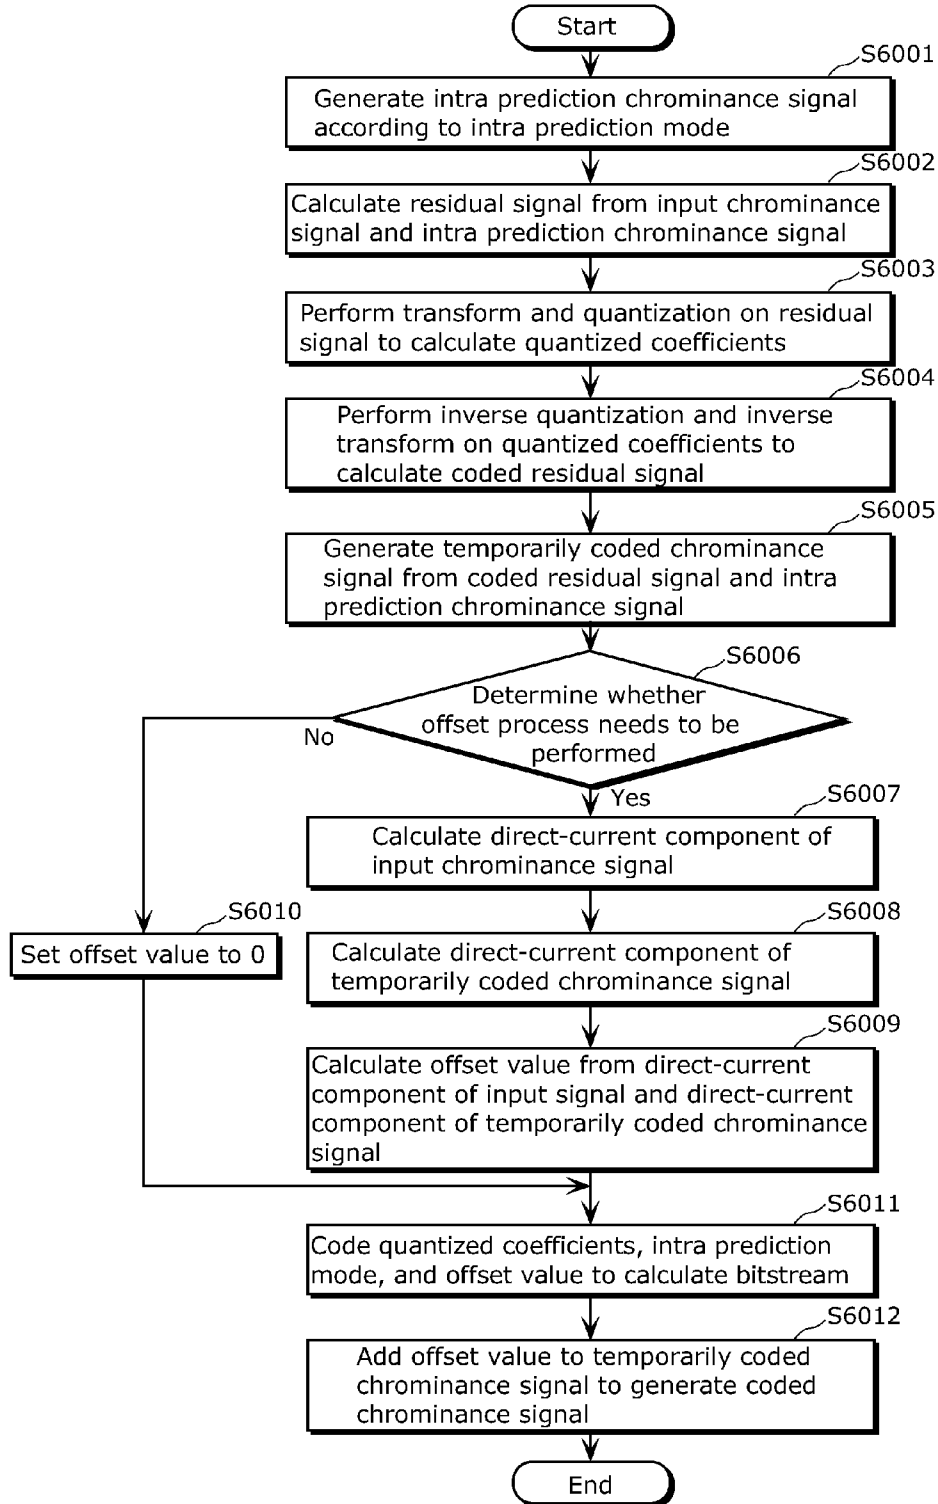 Start
S6001
Generate intra prediction chrominance signal
according to intra prediction mode
S6002
Calculate residual signal from input chrominance
signal and intra prediction chrominance signal
S6003
Perform transform and quantization on residual
signal to calculate quantized coefficients
S6004
Perform inverse quantization and inverse
transform on quantized coefficients to
calculate coded residual signal
S6005
Generate temporarily coded chrominance
signal from coded residual signal and intra
prediction chrominance signal
S6006
Determine whether
offset process needs to be
performed
No
Yes
S6007
Calculate direct-current component of
input chrominance signal
S6010
Set offset value to 0
S6008
Calculate direct-current component of
temporarily coded chrominance signal
S6009
Calculate offset value from direct-current
component of input signal and direct-current
component of temporarily coded chrominance
signal
S6011
Code quantized coefficients, intra prediction
mode, and offset value to calculate bitstream
S6012
Add offset value to temporarily coded
chrominance signal to generate coded
chrominance signal
End